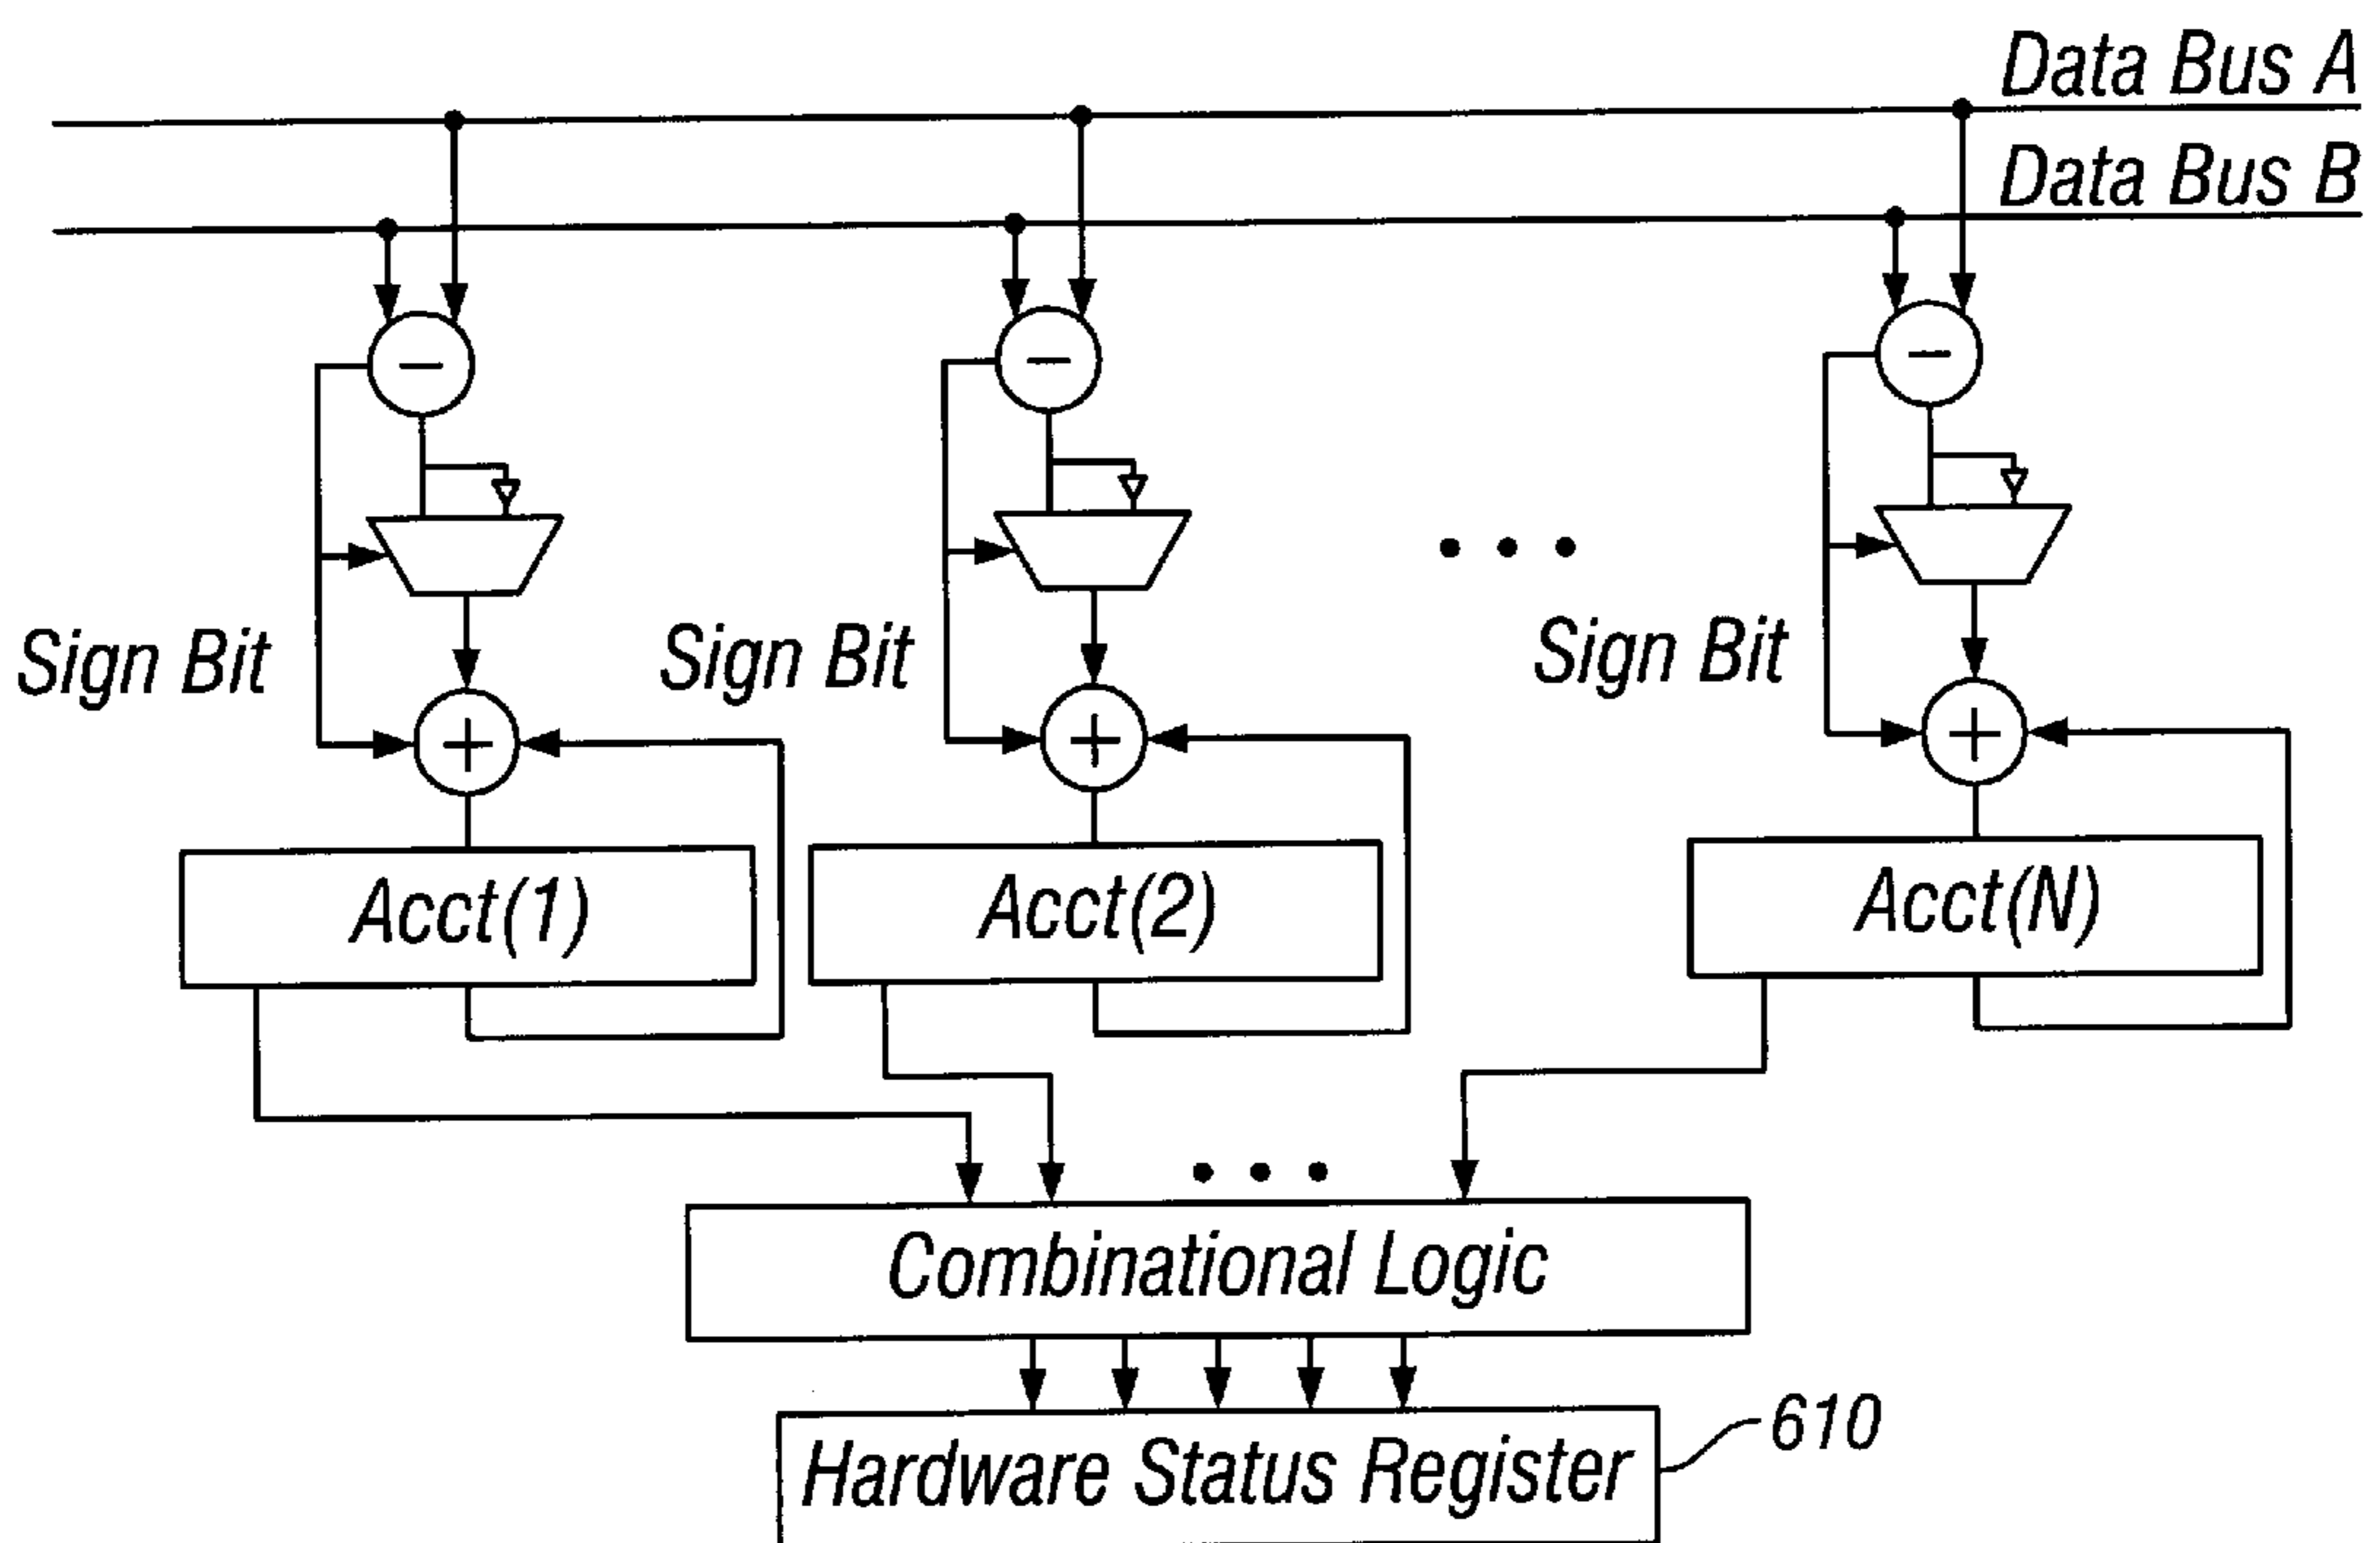 Data Bus A
Data Bus B
Sign Bit
Sign Bit
Sign Bit
Acct(1)
Acct(2)
Acct(N)
Combinational Logic
Hardware Status Register
610